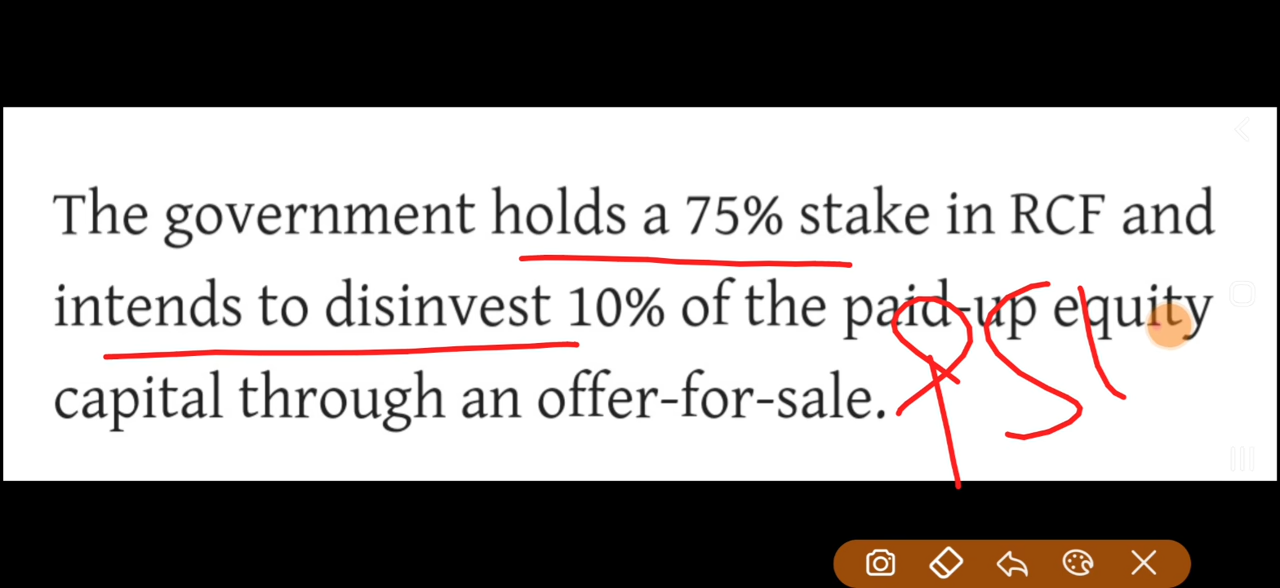 The government holds a 75% stake in RCF and
intends to disinvest 10% of the paid-up equity
capital through an offer-for-sale.